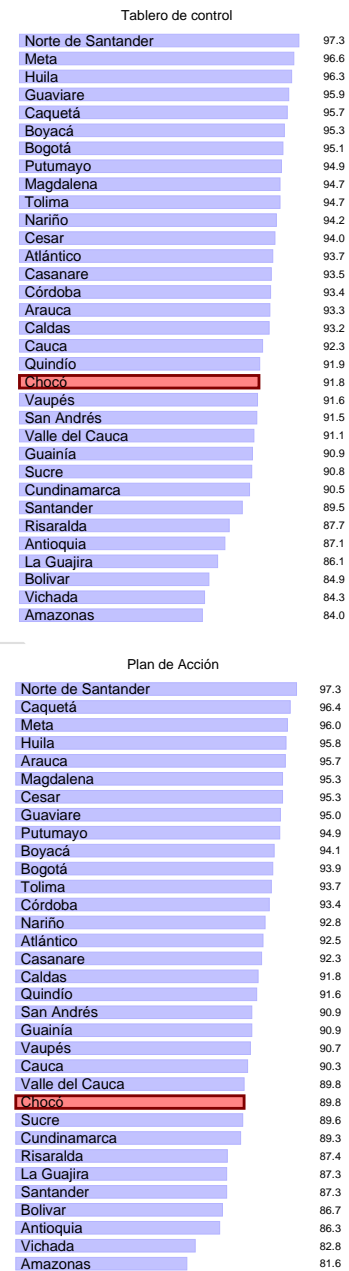 Tablero de control
Norte de Santander 97.3
Meta 96.6
Huila 96.3
Guaviare 95.9
Caquetá 95.7
Boyacá 95.3
Bogotá 95.1
Putumayo 94.9
Magdalena 94.7
Tolima 94.7
Nariño 94.2
Cesar 94.0
Atlántico 93.7
Casanare 93.5
Córdoba 93.4
Arauca 93.3
Caldas 93.2
Cauca 92.3
Quindío 91.9
Chocó 91.8
Vaupés 91.6
San Andrés 91.5
Valle del Cauca 91.1
Guainía 90.9
Sucre 90.8
Cundinamarca 90.5
Santander 89.5
Risaralda 87.7
Antioquia 87.1
La Guajira 86.1
Bolivar 84.9
Vichada 84.3
Amazonas 84.0
Plan de Acción
Norte de Santander 97.3
Caquetá 96.4
Meta 96.0
Huila 95.8
Arauca 95.7
Magdalena 95.3
Cesar 95.3
Guaviare 95.0
Putumayo 94.9
Boyacá 94.1
Bogotá 93.9
Tolima 93.7
Córdoba 93.4
Nariño 92.8
Atlántico 92.5
Casanare 92.3
Caldas 91.8
Quindío 91.6
San Andrés 90.9
Guainía 90.9
Vaupés 90.7
Cauca 90.3
Valle del Cauca 89.8
Chocó 89.8
Sucre 89.6
Cundinamarca 89.3
Risaralda 87.4
La Guajira 87.3
Santander 87.3
Bolivar 86.7
Antioquia 86.3
Vichada 82.8
Amazonas 81.6